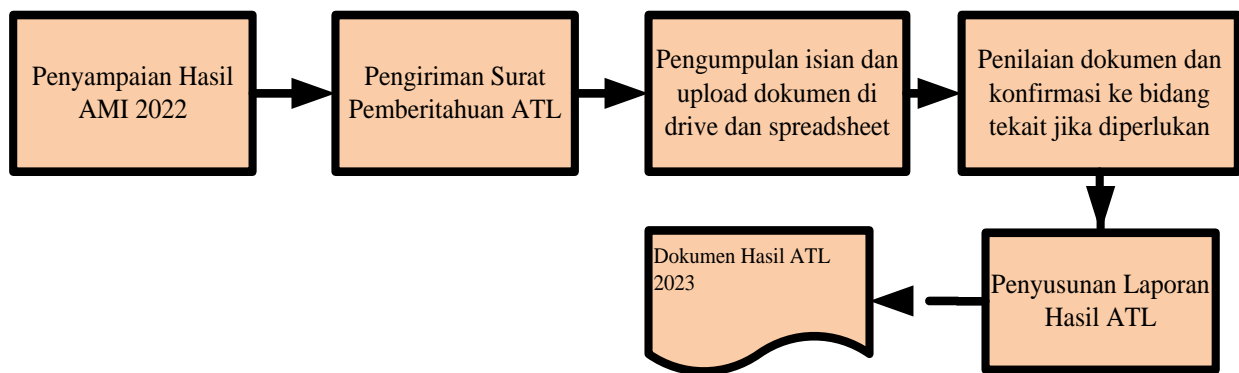 Penyampaian Hasil
AMI 2022
Pengiriman Surat
Pemberitahuan ATL
Pengumpulan isian dan
upload dokumen di
drive dan spreadsheet
Penilaian dokumen dan
konfirmasi ke bidang
tekait jika diperlukan
Penyusunan Laporan
Hasil ATL
Dokumen Hasil ATL
2023